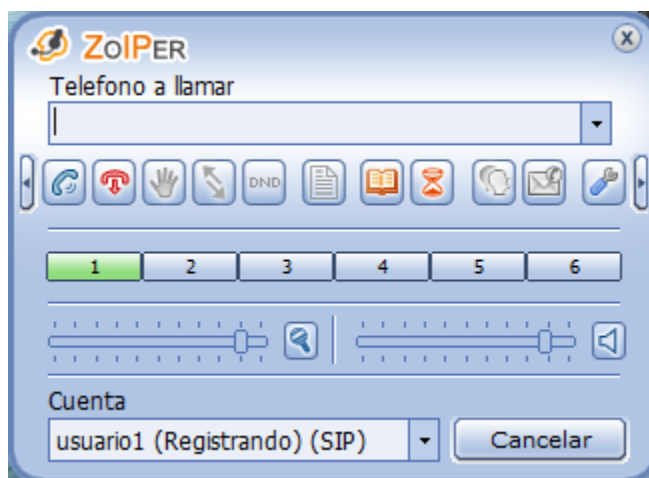 ZoIPER
Telefono a llamar
DND
1 2 3 4 5 6
Cuenta
usuario1 (Registrando) (SIP) Cancelar